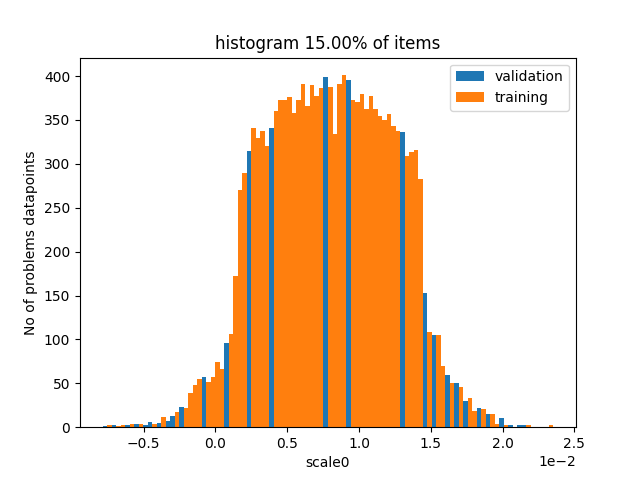 histogram 15.00% of items
validation
training
No of problems datapoints
400
350
300
250
200
150
100
50
0
−0.5 0.0 0.5 1.0 1.5 2.0 2.5
1e−2
scale0